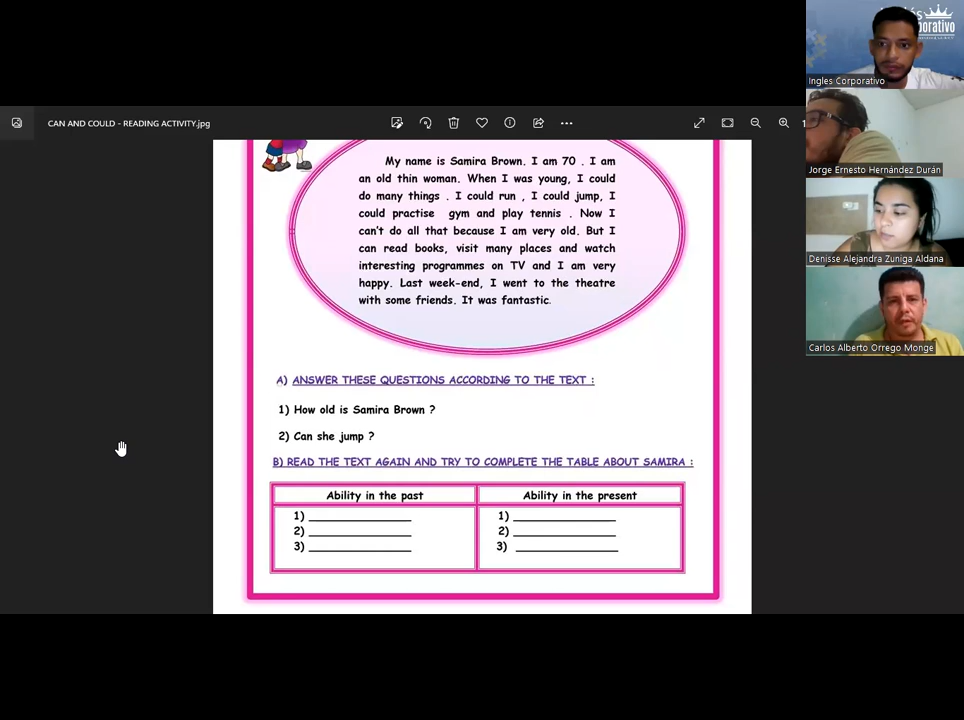 CAN AND COULD - READING ACTIVITY.jpg
My name is Samira Brown. I am 70 . I am
an old thin woman. When I was young, I could
do many things . I could run , I could jump, I
could practise gym and play tennis . Now I
can't do all that because I am very old. But I
can read books, visit many places and watch
interesting programmes on TV and I am very
happy. Last week-end, I went to the theatre
with some friends. It was fantastic.
A) ANSWER THESE QUESTIONS ACCORDING TO THE TEXT :
1) How old is Samira Brown ?
2) Can she jump ?
B) READ THE TEXT AGAIN AND TRY TO COMPLETE THE TABLE ABOUT SAMIRA :
Ability in the past
Ability in the present
1) _______________
2) _______________
3) _______________
1) _______________
2) _______________
3) _______________
Ingles Corporativo
Jorge Ernesto Hernández Durán
Denisse Alejandra Zuniga Aldana
Carlos Alberto Orrego Monge